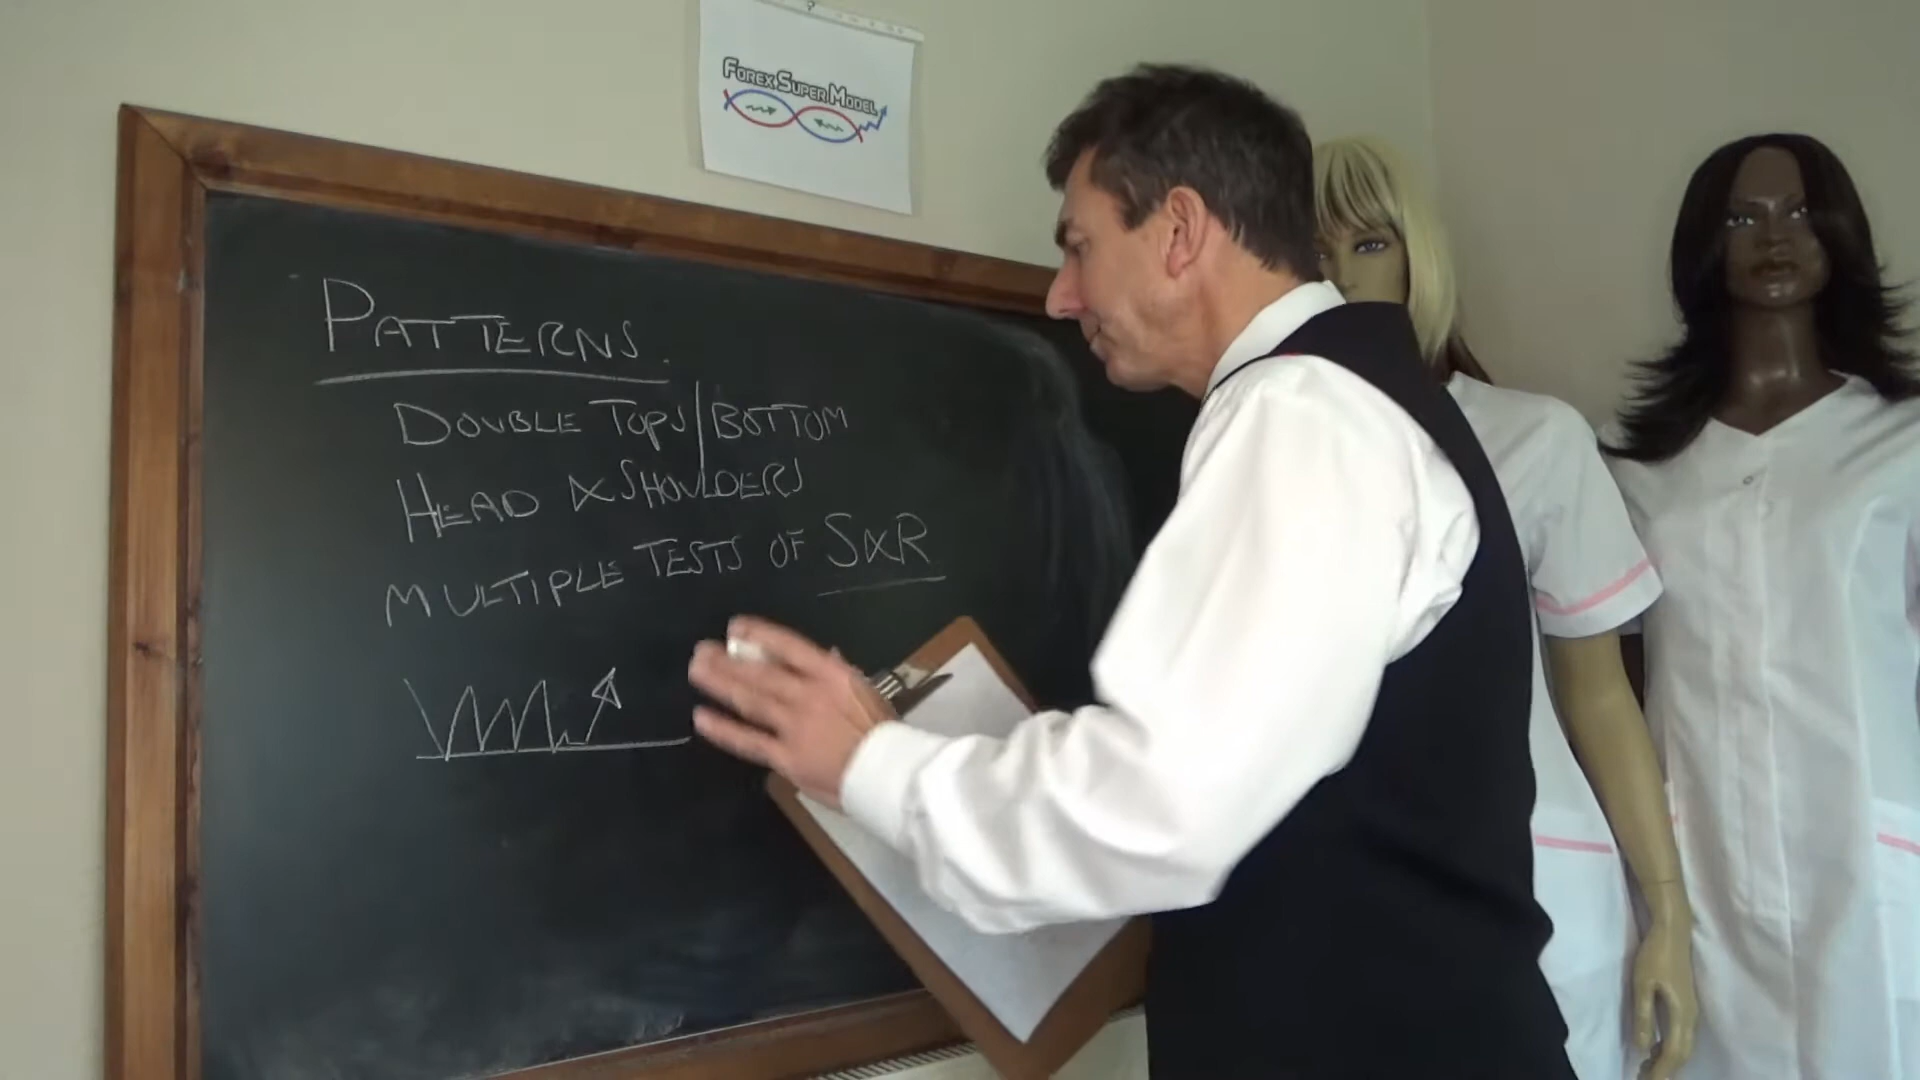 FOREX SUPER MODEL
PATTERNS.
DOUBLE TOPS/BOTTOM
HEAD & SHOULDERS
MULTIPLE TESTS OF S&R